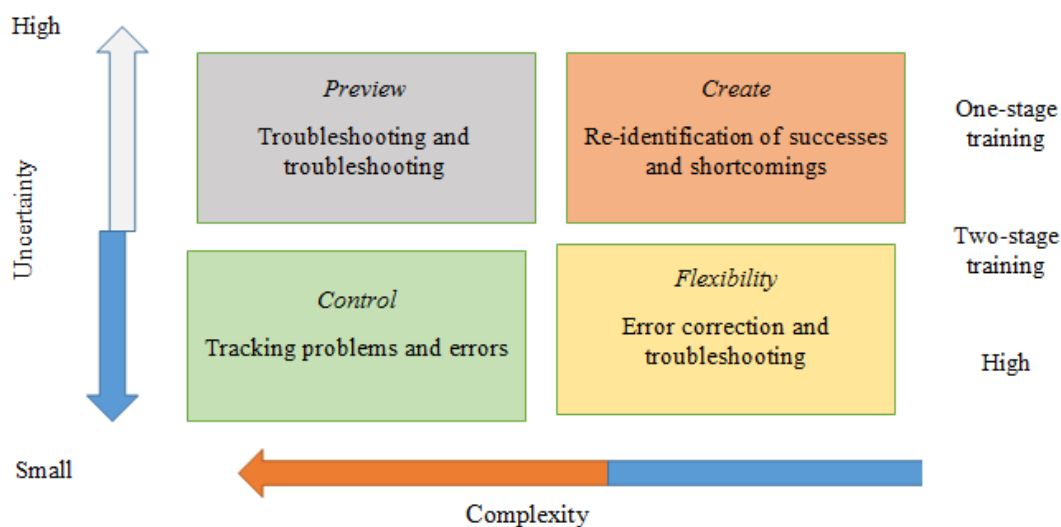 High
Uncertainty
Preview
Troubleshooting and
troubleshooting
Create
Re-identification of successes
and shortcomings
One-stage
training
Control
Tracking problems and errors
Flexibility
Error correction and
troubleshooting
Two-stage
training
High
Small
Complexity